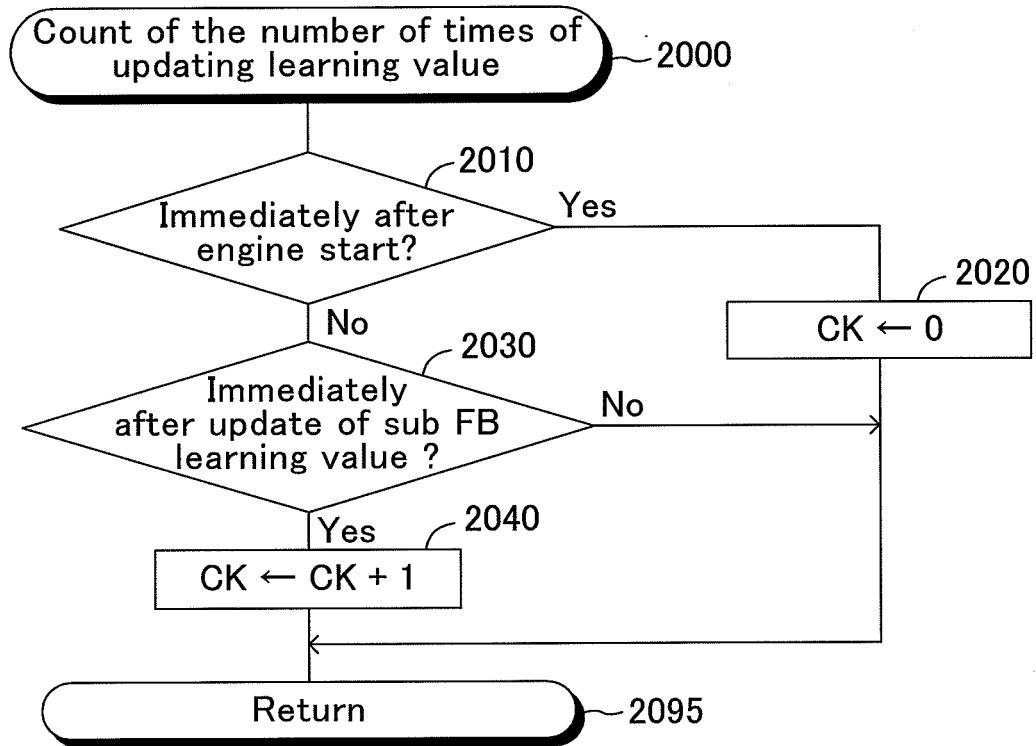 Count of the number of times of
updating learning value
2000
2010
Immediately after
engine start?
Yes
2020
CK ← 0
No
2030
Immediately
after update of sub FB
learning value ?
No
Yes
2040
CK ← CK + 1
Return
2095